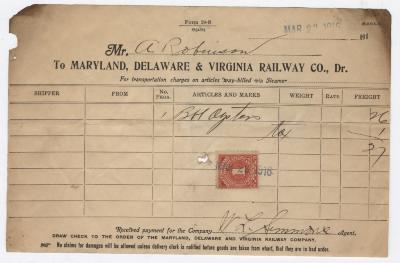 Form 19-B
MAR 1918
191
Mr. A Robinson
To MARYLAND, DELAWARE & VIRGINIA RAILWAY CO., Dr.
For transportation charges on articles way-billed via Steamer
SHIPPER FROM No. PKGS. ARTICLES AND MARKS WEIGHT RATE FREIGHT
1 Bbl Oysters 26
Tax 1
27
1918
Received payment for the Company, Agent.
DRAW CHECK TO THE ORDER OF THE MARYLAND, DELAWARE AND VIRGINIA RAILWAY COMPANY.
No claims for damages will be allowed unless delivery clerk is notified before goods are taken from wharf, that they are in bad order.